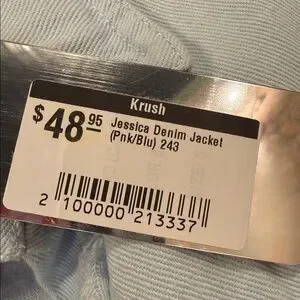 Krush
$48.95 Jessica Denim Jacket
(Pnk/Blu) 243
2 100000 213337